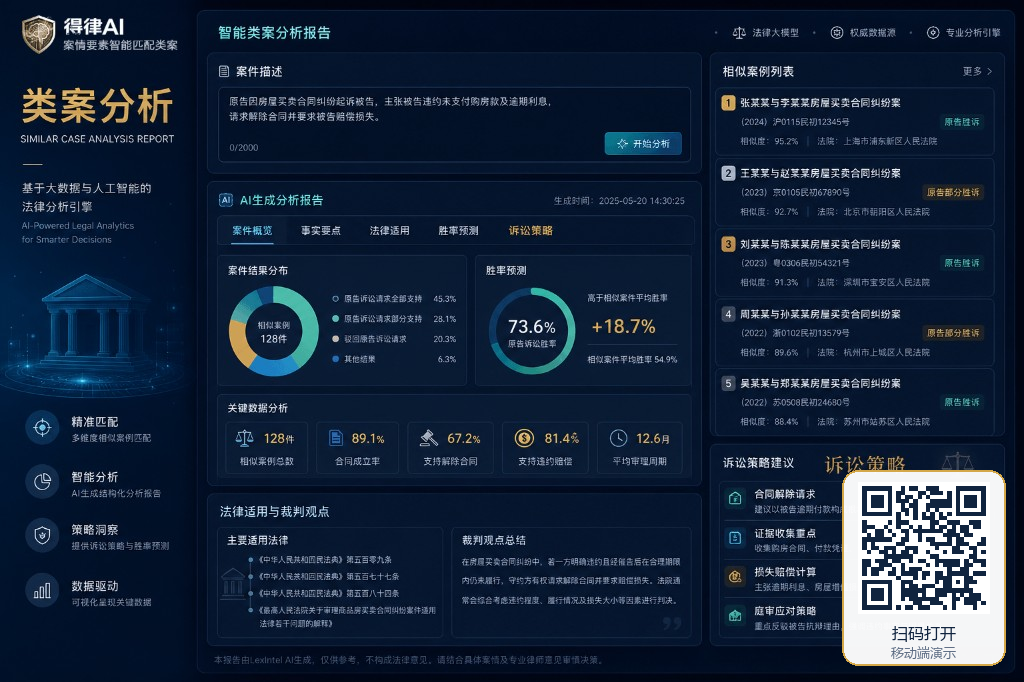 得律AI
案情要素智能匹配类案
类案分析
SIMILAR CASE ANALYSIS REPORT
基于大数据与人工智能的
法律分析引擎
AI-Powered Legal Analytics
for Smarter Decisions
精准匹配
多维度相似案例匹配
智能分析
AI生成结构化分析报告
策略洞察
提供诉讼策略与胜率预测
数据驱动
可视化呈现关键数据
智能类案分析报告
法律大模型
权威数据源
专业分析引擎
案件描述
原告因房屋买卖合同纠纷起诉被告，主张被告违约未支付购房款及逾期利息，
请求解除合同并要求被告赔偿损失。
0/2000
开始分析
AI AI生成分析报告
生成时间：2025-05-20 14:30:25
案件概览 事实要点 法律适用 胜率预测 诉讼策略
案件结果分布
相似案例
128件
原告诉讼请求全部支持 45.3%
原告诉讼请求部分支持 28.1%
驳回原告诉讼请求 20.3%
其他结果 6.3%
胜率预测
73.6%
原告诉讼胜率
高于相似案件平均胜率
+18.7%
相似案件平均胜率 54.9%
关键数据分析
128件
相似案例总数
89.1%
合同成立率
67.2%
支持解除合同
81.4%
支持违约赔偿
12.6月
平均审理周期
法律适用与裁判观点
主要适用法律
《中华人民共和国民法典》第五百零九条
《中华人民共和国民法典》第五百七十七条
《中华人民共和国民法典》第五百八十四条
《最高人民法院关于审理商品房买卖合同纠纷案件适用
法律若干问题的解释》
裁判观点总结
在房屋买卖合同纠纷中，若一方明确违约且经催告后在合理期限
内仍未履行，守约方有权请求解除合同并要求赔偿损失。法院通
常会综合考虑违约程度、履行情况及损失大小等因素进行判决。
本报告由LexIntel AI生成，仅供参考，不构成法律意见。请结合具体案情及专业律师意见审慎决策。
相似案例列表
更多
1 张某某与李某某房屋买卖合同纠纷案
（2024）沪0115民初12345号
原告胜诉
相似度：95.2% | 法院：上海市浦东新区人民法院
2 王某某与赵某某房屋买卖合同纠纷案
（2023）京0105民初67890号
原告部分胜诉
相似度：92.7% | 法院：北京市朝阳区人民法院
3 刘某某与陈某某房屋买卖合同纠纷案
（2023）粤0306民初54321号
原告胜诉
相似度：91.3% | 法院：深圳市宝安区人民法院
4 周某某与孙某某房屋买卖合同纠纷案
（2022）浙0102民初13579号
原告部分胜诉
相似度：89.6% | 法院：杭州市上城区人民法院
5 吴某某与郑某某房屋买卖合同纠纷案
（2022）苏0508民初24680号
原告胜诉
相似度：88.4% | 法院：苏州市姑苏区人民法院
诉讼策略建议
诉讼策略
合同解除请求
建议以被告逾期付款构
证据收集重点
收集购房合同、付款凭
损失赔偿计算
主张逾期利息、房屋增
庭审应对策略
重点反驳被告抗辩理由
扫码打开
移动端演示